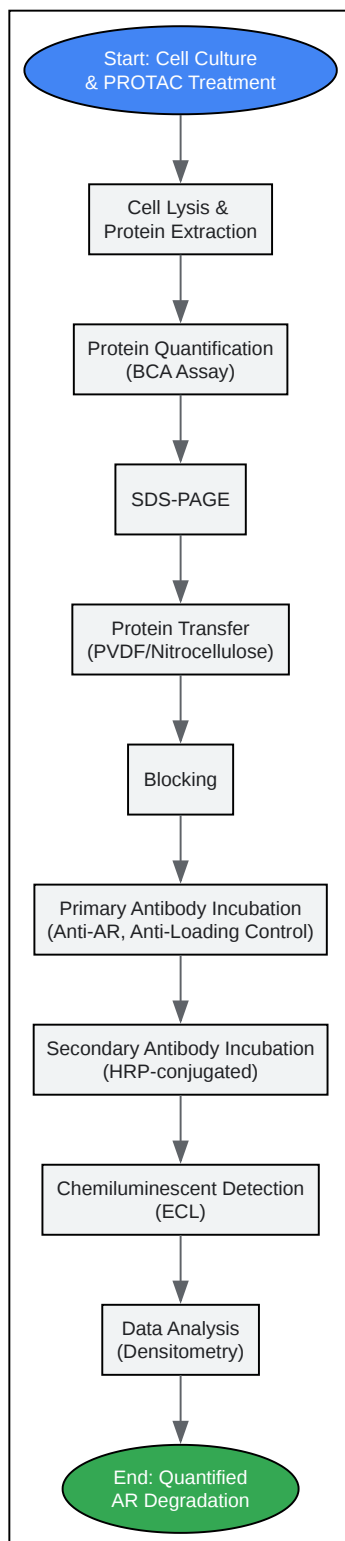 Start: Cell Culture
& PROTAC Treatment
Cell Lysis &
Protein Extraction
Protein Quantification
(BCA Assay)
SDS-PAGE
Protein Transfer
(PVDF/Nitrocellulose)
Blocking
Primary Antibody Incubation
(Anti-AR, Anti-Loading Control)
Secondary Antibody Incubation
(HRP-conjugated)
Chemiluminescent Detection
(ECL)
Data Analysis
(Densitometry)
End: Quantified
AR Degradation